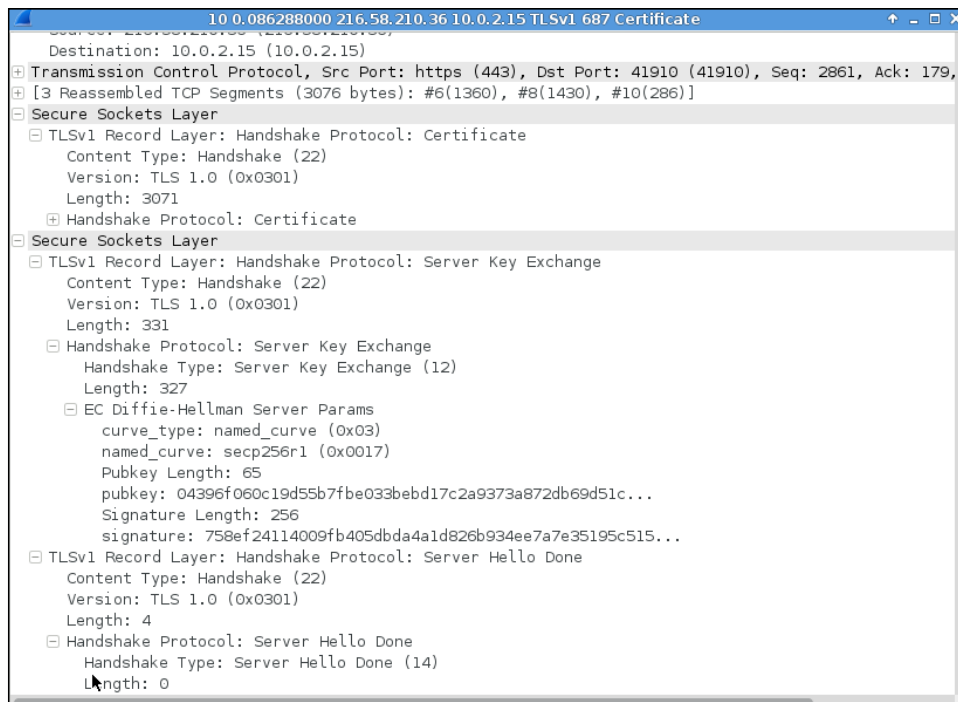 10 0.086288000 216.58.210.36 10.0.2.15 TLSv1 687 Certificate
Destination: 10.0.2.15 (10.0.2.15)
Transmission Control Protocol, Src Port: https (443), Dst Port: 41910 (41910), Seq: 2861, Ack: 179,
[3 Reassembled TCP Segments (3076 bytes): #6(1360), #8(1430), #10(286)]
Secure Sockets Layer
TLSv1 Record Layer: Handshake Protocol: Certificate
Content Type: Handshake (22)
Version: TLS 1.0 (0x0301)
Length: 3071
Handshake Protocol: Certificate
Secure Sockets Layer
TLSv1 Record Layer: Handshake Protocol: Server Key Exchange
Content Type: Handshake (22)
Version: TLS 1.0 (0x0301)
Length: 331
Handshake Protocol: Server Key Exchange
Handshake Type: Server Key Exchange (12)
Length: 327
EC Diffie-Hellman Server Params
curve_type: named_curve (0x03)
named_curve: secp256r1 (0x0017)
Pubkey Length: 65
pubkey: 04396f060c19d55b7fbe033bebd17c2a9373a872db69d51c...
Signature Length: 256
signature: 758ef24114009fb405dbda4a1d826b934ee7a7e35195c515...
TLSv1 Record Layer: Handshake Protocol: Server Hello Done
Content Type: Handshake (22)
Version: TLS 1.0 (0x0301)
Length: 4
Handshake Protocol: Server Hello Done
Handshake Type: Server Hello Done (14)
Length: 0